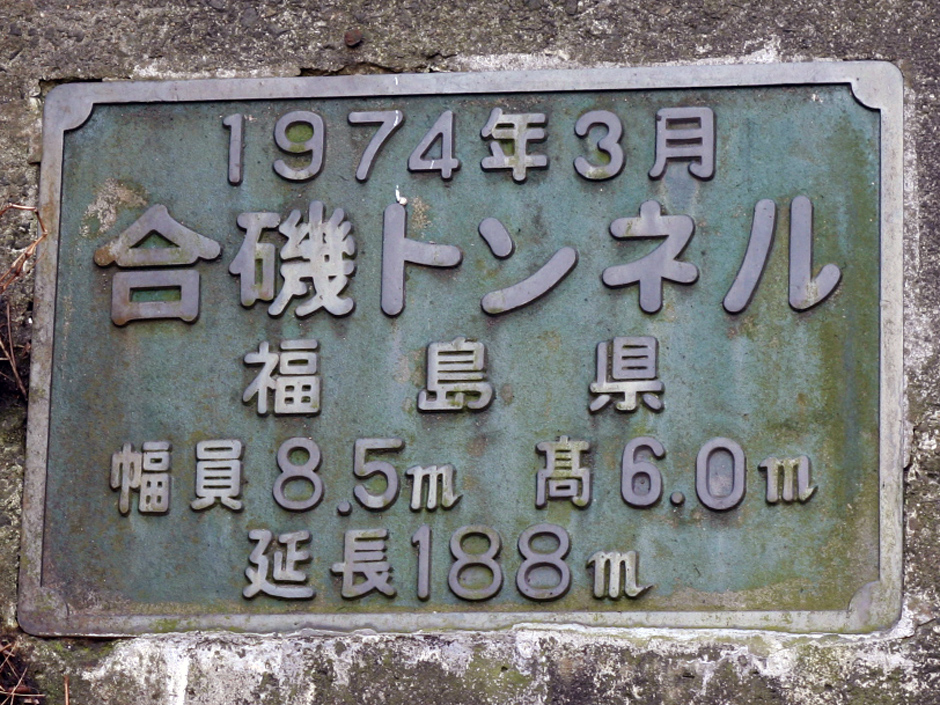 1974年3月
合磯トンネル
福島県
幅員8.5m 髙6.0m
延長188m